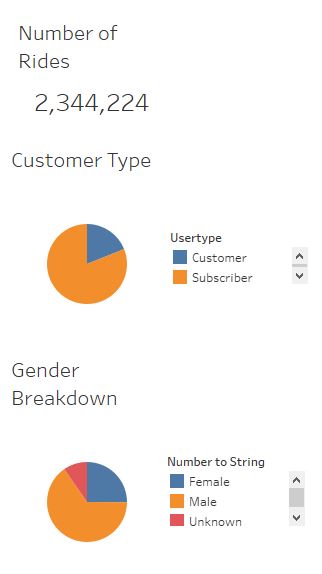 Number of
Rides
2,344,224
Customer Type
Usertype
Customer
Subscriber
Gender
Breakdown
Number to String
Female
Male
Unknown